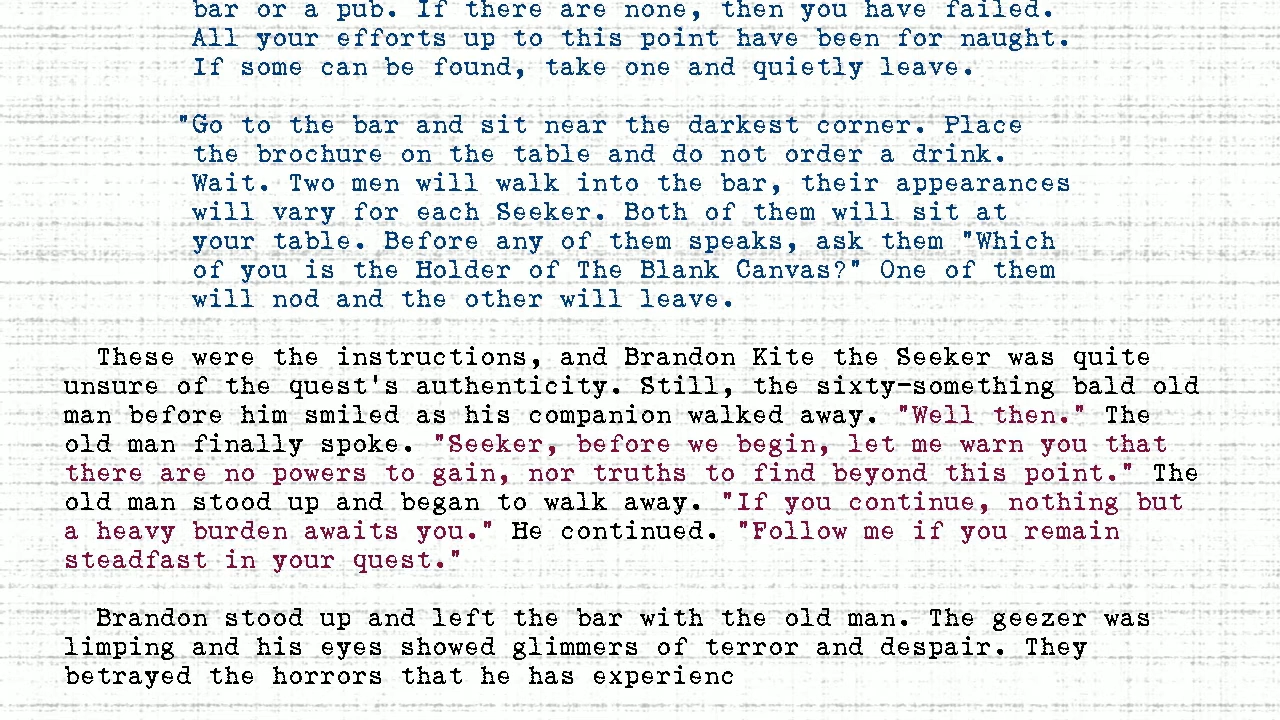 bar or a pub. If there are none, then you have failed.
All your efforts up to this point have been for naught.
If some can be found, take one and quietly leave.
"Go to the bar and sit near the darkest corner. Place
the brochure on the table and do not order a drink.
Wait. Two men will walk into the bar, their appearances
will vary for each Seeker. Both of them will sit at
your table. Before any of them speaks, ask them "Which
of you is the Holder of The Blank Canvas?" One of them
will nod and the other will leave.
These were the instructions, and Brandon Kite the Seeker was quite
unsure of the quest's authenticity. Still, the sixty-something bald old
man before him smiled as his companion walked away. "Well then." The
old man finally spoke. "Seeker, before we begin, let me warn you that
there are no powers to gain, nor truths to find beyond this point." The
old man stood up and began to walk away. "If you continue, nothing but
a heavy burden awaits you." He continued. "Follow me if you remain
steadfast in your quest."
Brandon stood up and left the bar with the old man. The geezer was
limping and his eyes showed glimmers of terror and despair. They
betrayed the horrors that he has experienc